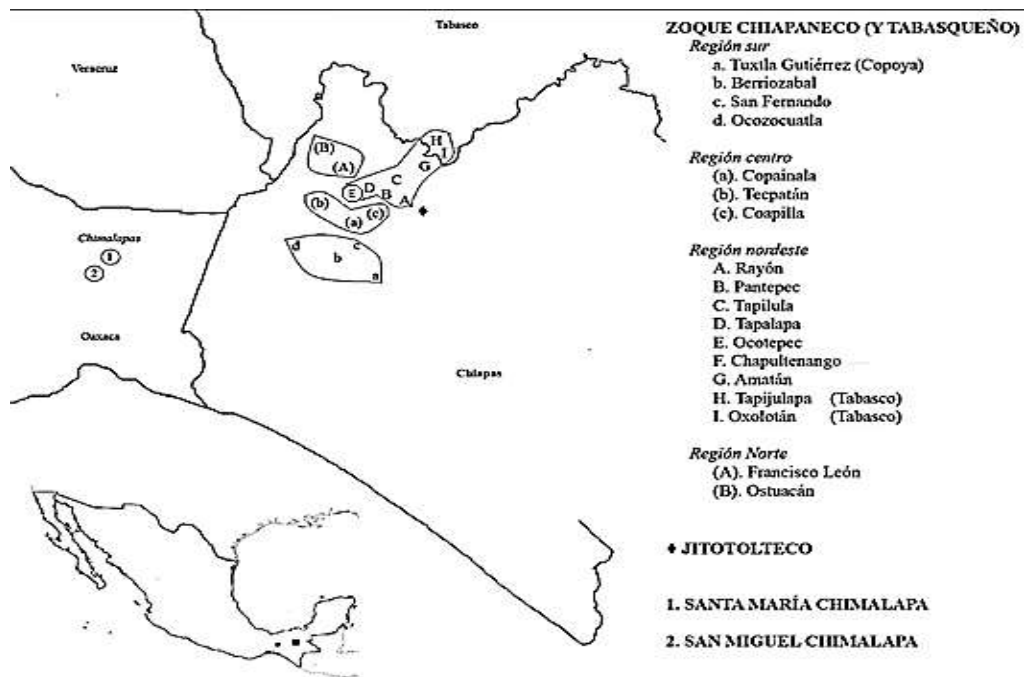 Tabasco
Veracruz
(B)
(A)
H
I
G
C
D
E
B
A
(b)
(c)
(a)
Chimalapas
1
2
d
c
b
a
Oaxaca
Chiapas
ZOQUE CHIAPANECO (Y TABASQUEÑO)
Región sur
a. Tuxtla Gutiérrez (Copoya)
b. Berriozabal
c. San Fernando
d. Ocozocuatla
Región centro
(a). Copainala
(b). Tecpatán
(c). Coapilla
Región nordeste
A. Rayón
B. Pantepec
C. Tapilula
D. Tapalapa
E. Ocotepec
F. Chapultenango
G. Amatán
H. Tapijulapa (Tabasco)
I. Oxolotán (Tabasco)
Región Norte
(A). Francisco León
(B). Ostuacán
♦ JITOTOLTECO
1. SANTA MARÍA CHIMALAPA
2. SAN MIGUEL CHIMALAPA